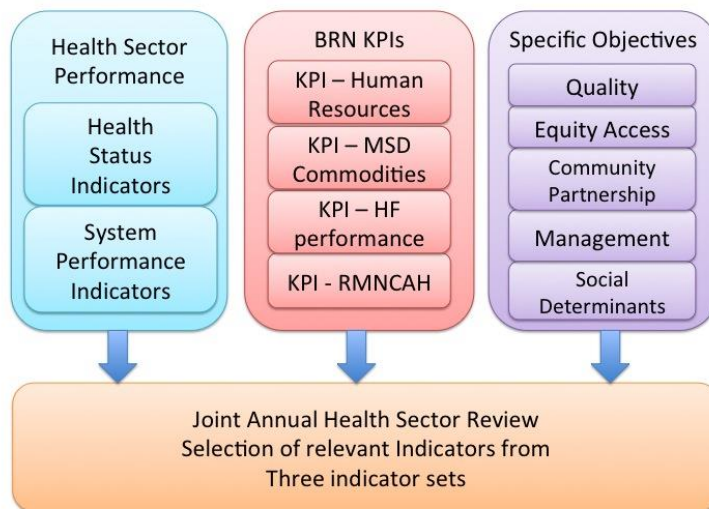 Health Sector
Performance
Health
Status
Indicators
System
Performance
Indicators
BRN KPIs
KPI – Human
Resources
KPI – MSD
Commodities
KPI – HF
performance
KPI - RMNCAH
Specific Objectives
Quality
Equity Access
Community
Partnership
Management
Social
Determinants
Joint Annual Health Sector Review
Selection of relevant Indicators from
Three indicator sets